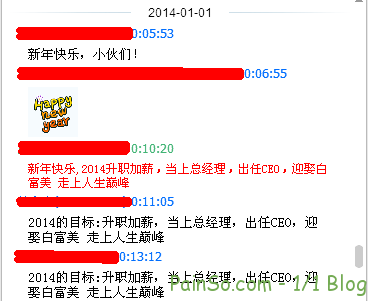 2014-01-01
0:05:53
新年快乐，小伙们！
0:06:55
Happy
new
year
0:10:20
新年快乐,2014升职加薪，当上总经理，出任CEO，迎娶白
富美 走上人生巅峰
0:11:05
2014的目标:升职加薪，当上总经理，出任CEO，迎
娶白富美 走上人生巅峰
0:13:12
2014的目标:升职加薪，当上总经理，出任CEO，迎
娶白富美 走上人生巅峰
PainSo.com - 1/1 Blog